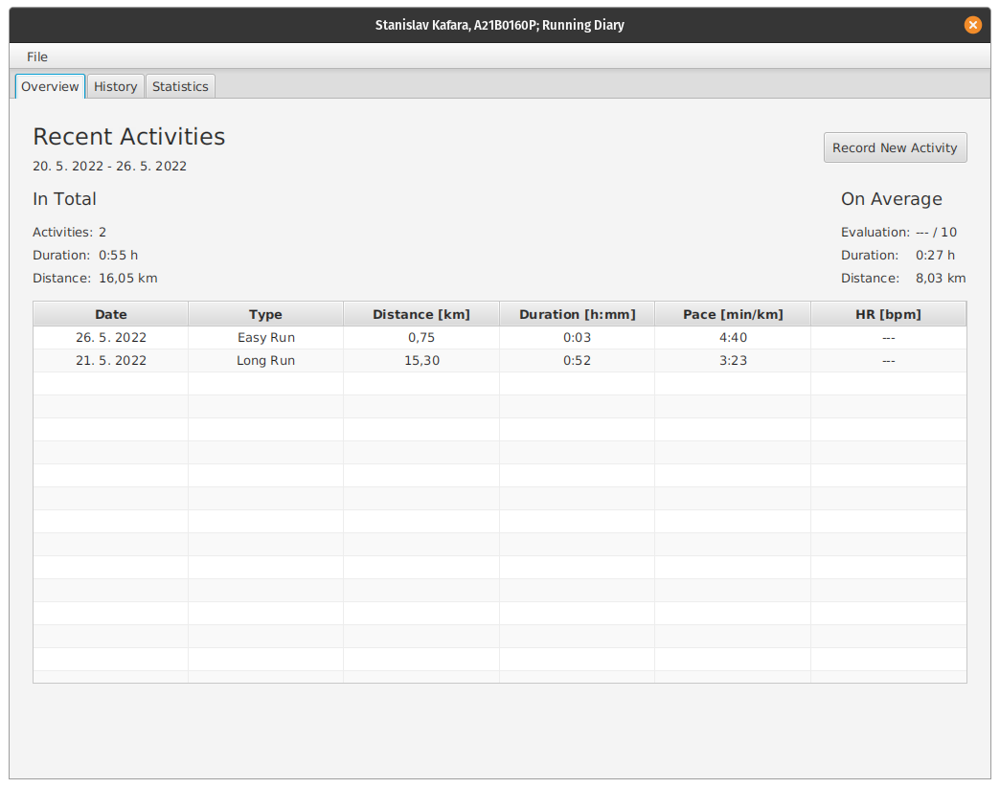 Stanislav Kafara, A21B0160P; Running Diary
File
Overview History Statistics
Recent Activities
Record New Activity
20. 5. 2022 - 26. 5. 2022
In Total
On Average
Activities: 2
Evaluation: --- / 10
Duration: 0:55 h
Duration: 0:27 h
Distance: 16,05 km
Distance: 8,03 km
Date Type Distance [km] Duration [h:mm] Pace [min/km] HR [bpm]
26. 5. 2022 Easy Run 0,75 0:03 4:40 ---
21. 5. 2022 Long Run 15,30 0:52 3:23 ---